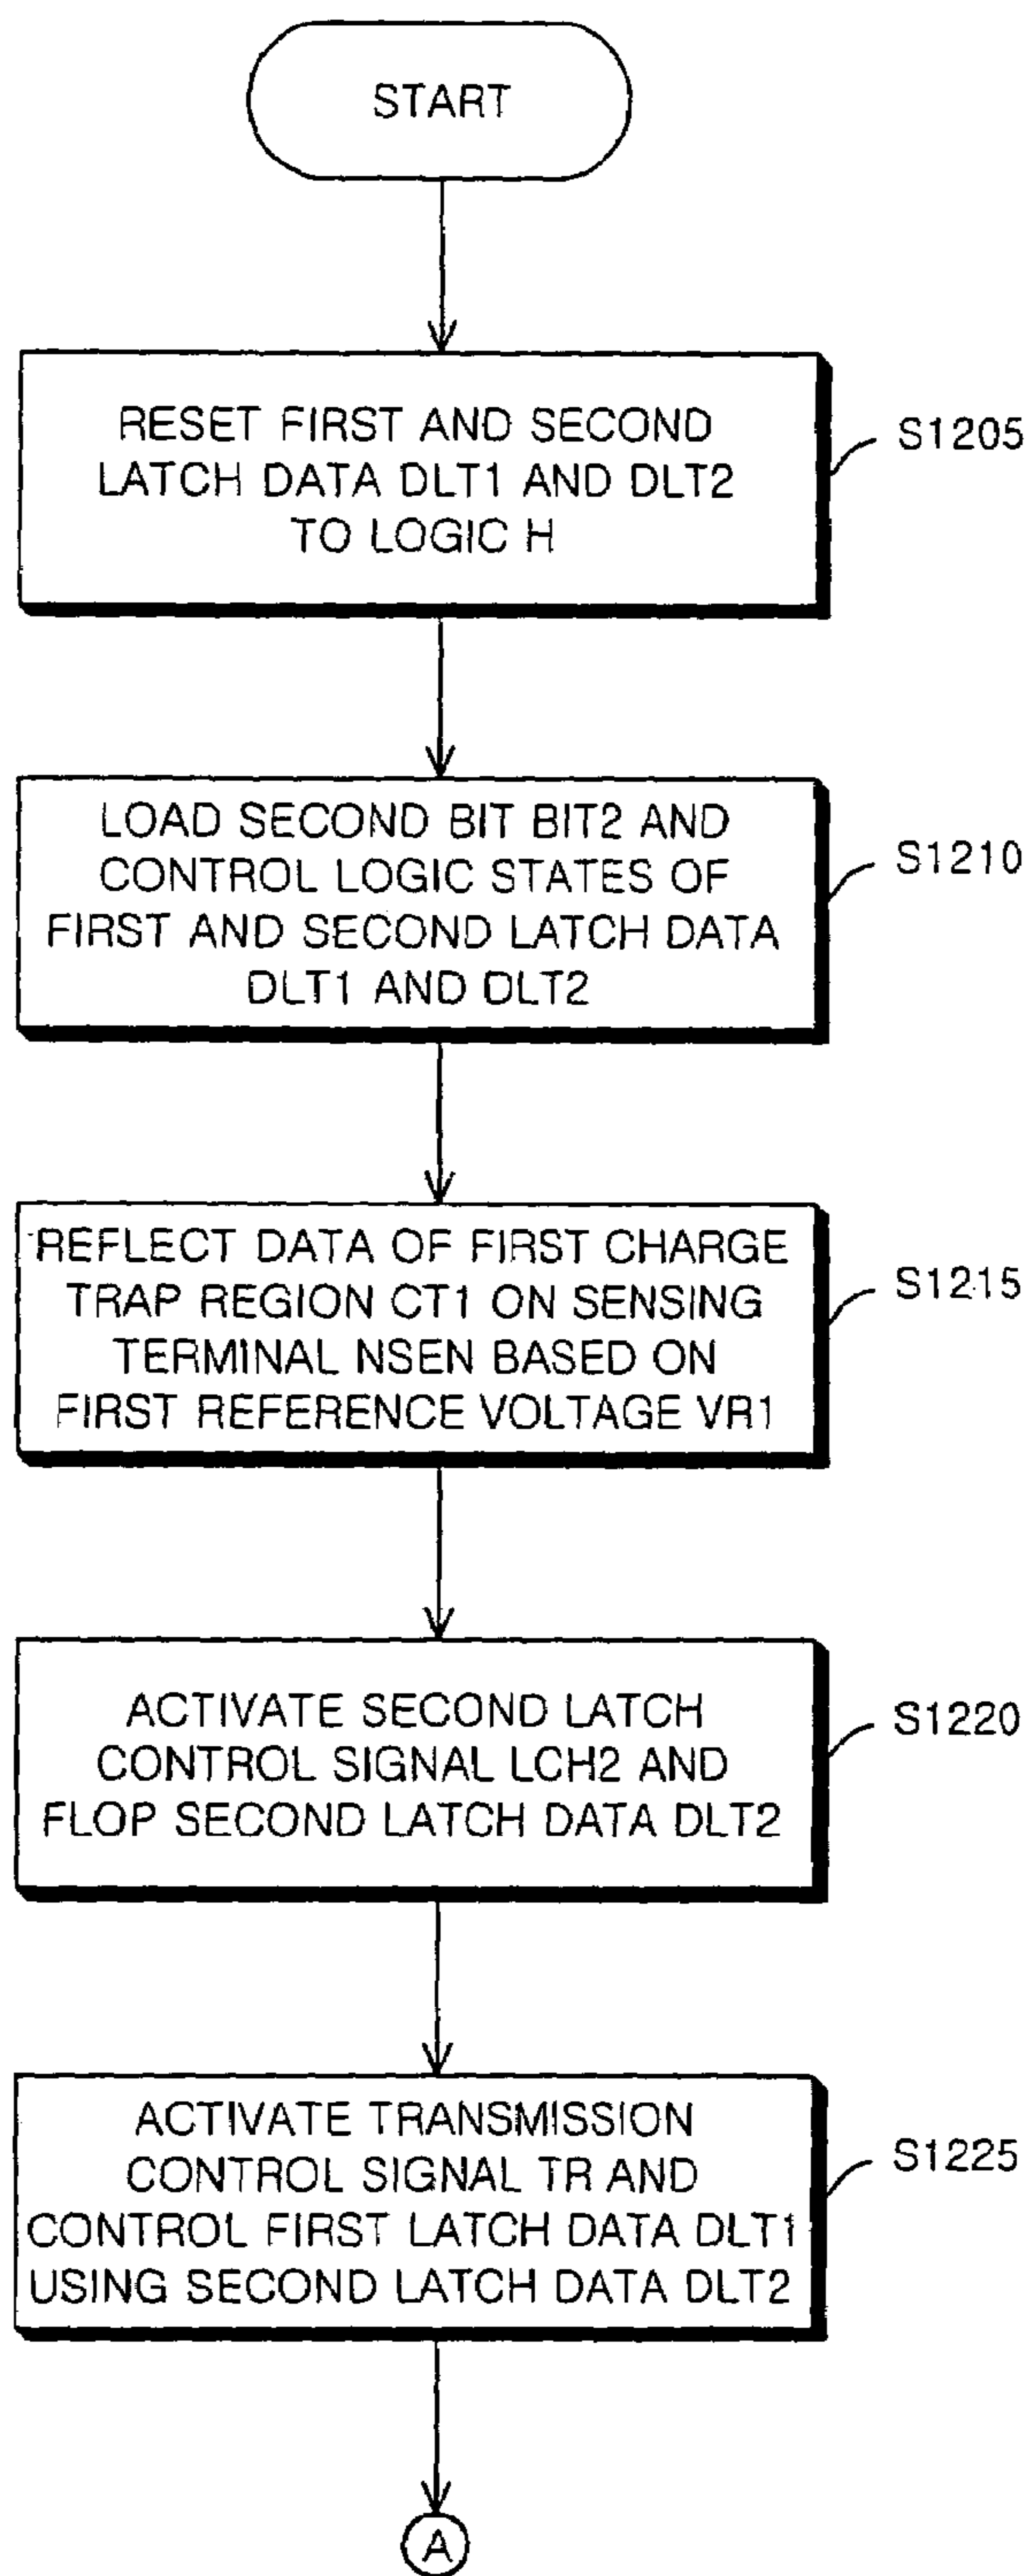 START
RESET FIRST AND SECOND
LATCH DATA DLT1 AND DLT2
TO LOGIC H
S1205
LOAD SECOND BIT BIT2 AND
CONTROL LOGIC STATES OF
FIRST AND SECOND LATCH DATA
DLT1 AND DLT2
S1210
REFLECT DATA OF FIRST CHARGE
TRAP REGION CT1 ON SENSING
TERMINAL NSEN BASED ON
FIRST REFERENCE VOLTAGE VR1
S1215
ACTIVATE SECOND LATCH
CONTROL SIGNAL LCH2 AND
FLOP SECOND LATCH DATA DLT2
S1220
ACTIVATE TRANSMISSION
CONTROL SIGNAL TR AND
CONTROL FIRST LATCH DATA DLT1
USING SECOND LATCH DATA DLT2
S1225
A